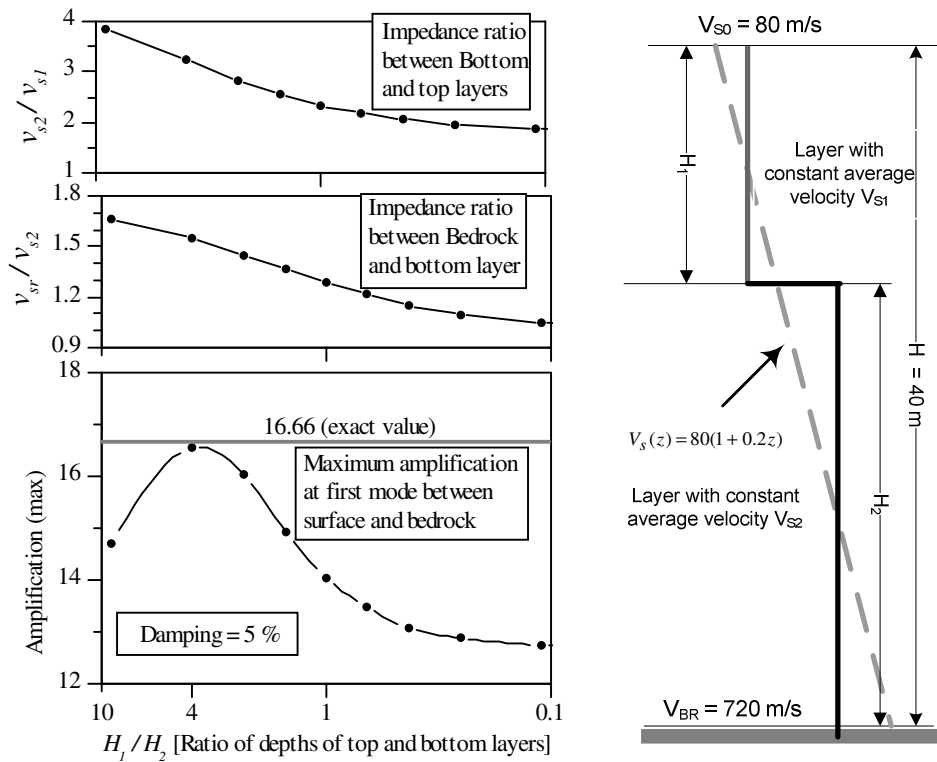 4
3
2
1
v_s2 / v_s1
Impedance ratio
between Bottom
and top layers
1.8
1.5
1.2
0.9
v_sr / v_s2
Impedance ratio
between Bedrock
and bottom layer
18
16
14
12
Amplification (max)
16.66 (exact value)
Maximum amplification
at first mode between
surface and bedrock
Damping = 5 %
10 4 1 0.1
H_1 / H_2 [Ratio of depths of top and bottom layers]
V_S0 = 80 m/s
H_1
Layer with
constant average
velocity V_S1
H = 40 m
V_s(z) = 80(1 + 0.2z)
H_2
Layer with constant
average velocity V_S2
V_BR = 720 m/s